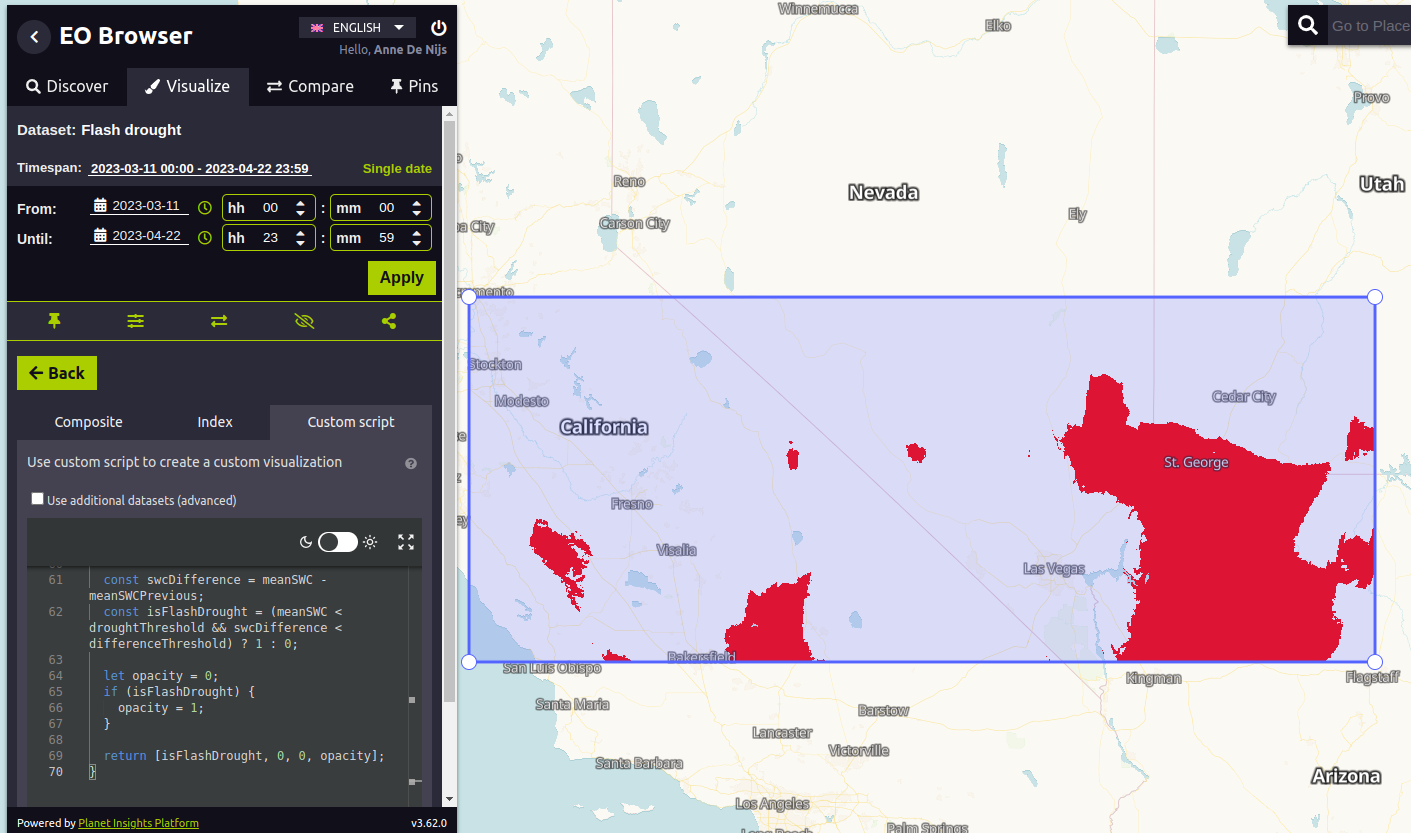 EO Browser
ENGLISH
Hello, Anne De Nijs
Discover
Visualize
Compare
Pins
Dataset: Flash drought
Timespan: 2023-03-11 00:00 - 2023-04-22 23:59
Single date
From: 2023-03-11 hh 00 : mm 00
Until: 2023-04-22 hh 23 : mm 59
Apply
Back
Composite
Index
Custom script
Use custom script to create a custom visualization
Use additional datasets (advanced)
61 const swcDifference = meanSWC -
meanSWCPrevious;
62 const isFlashDrought = (meanSWC <
droughtThreshold && swcDifference <
differenceThreshold) ? 1 : 0;
63
64 let opacity = 0;
65 if (isFlashDrought) {
66 opacity = 1;
67 }
68
69 return [isFlashDrought, 0, 0, opacity];
70 }
Powered by Planet Insights Platform
v3.62.0
Go to Place
Winnemucca
Elko
Provo
Reno
Nevada
Utah
Carson City
Ely
Stockton
Modesto
California
Cedar City
St. George
Fresno
Visalia
Las Vegas
Bakersfield
San Luis Obispo
Kingman
Flagstaff
Santa Maria
Barstow
Lancaster
Victorville
Santa Barbara
Arizona
Los Angeles
Long Beach
Palm Springs